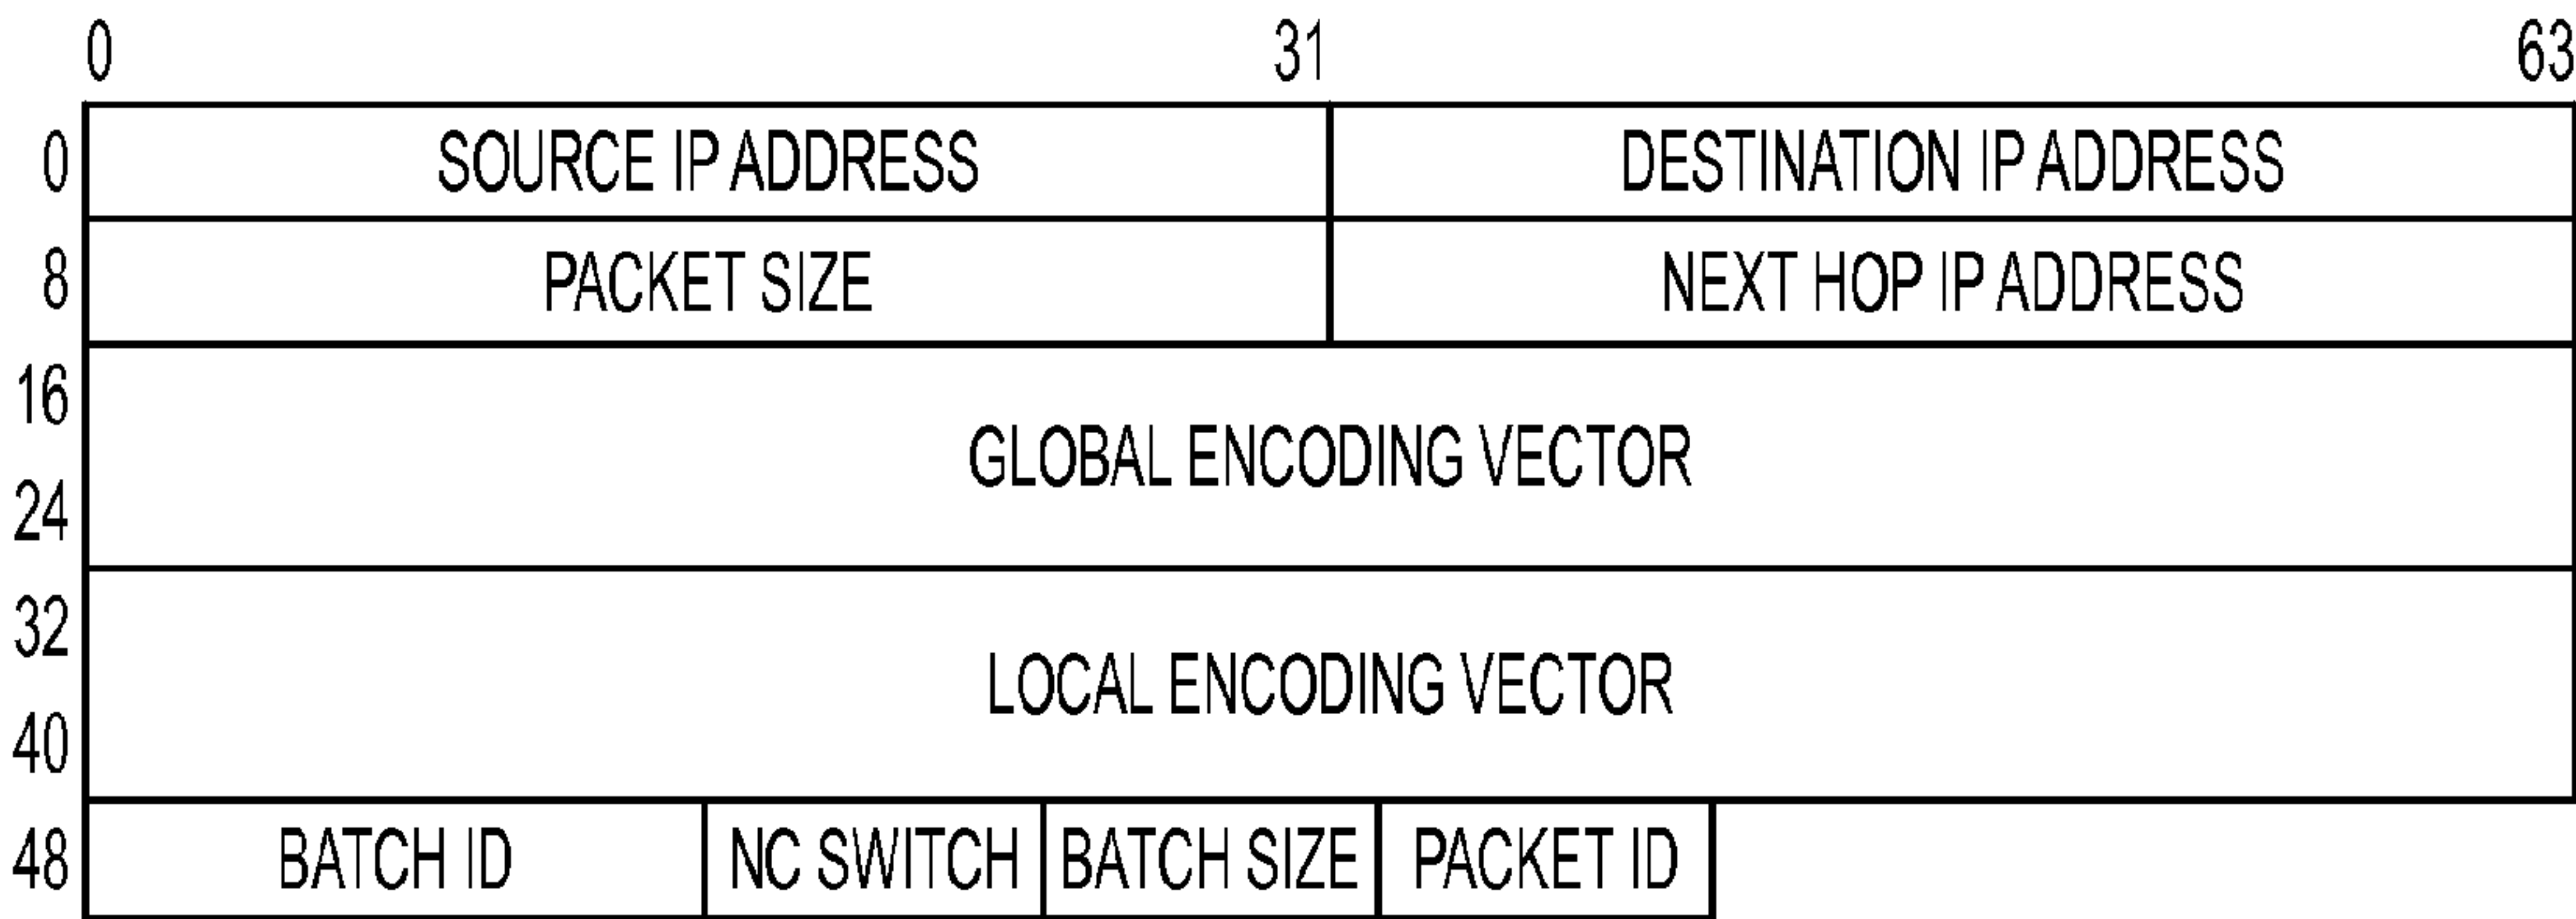 0 31 63
0 SOURCE IP ADDRESS DESTINATION IP ADDRESS
8 PACKET SIZE NEXT HOP IP ADDRESS
16
GLOBAL ENCODING VECTOR
24
32
LOCAL ENCODING VECTOR
40
48 BATCH ID NC SWITCH BATCH SIZE PACKET ID